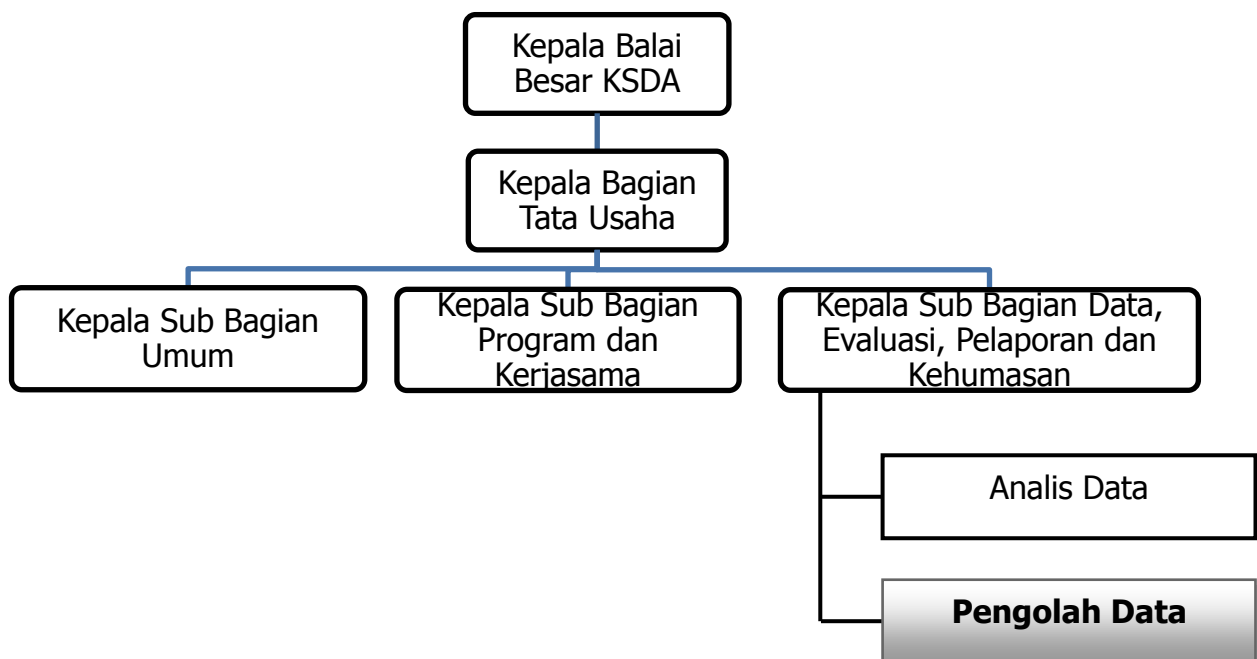 Kepala Balai
Besar KSDA
Kepala Bagian
Tata Usaha
Kepala Sub Bagian
Umum
Kepala Sub Bagian
Program dan
Kerjasama
Kepala Sub Bagian Data,
Evaluasi, Pelaporan dan
Kehumasan
Analis Data
Pengolah Data